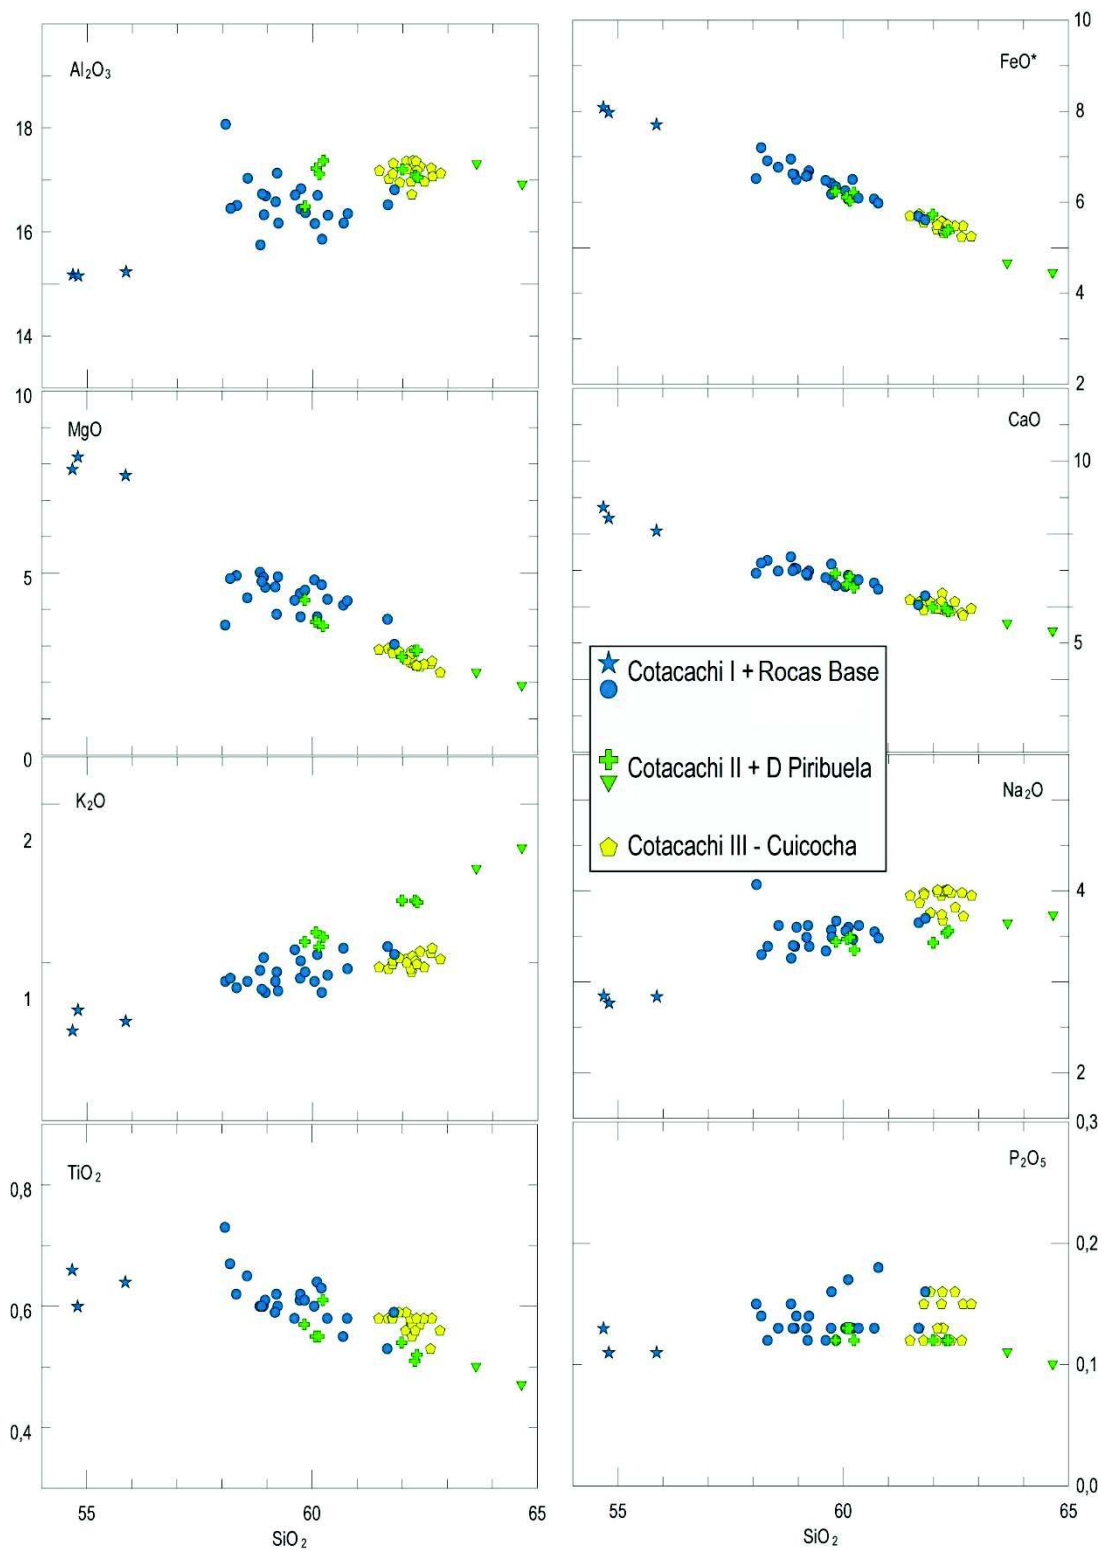 Al₂O₃
18
16
14
FeO*
10
8
6
4
2
MgO
10
5
0
CaO
10
5
Cotacachi I + Rocas Base
Cotacachi II + D Piribuela
Cotacachi III - Cuicocha
K₂O
2
1
Na₂O
4
2
TiO₂
0,8
0,6
0,4
P₂O₅
0,3
0,2
0,1
0,0
55
60
65
SiO₂
55
60
65
SiO₂